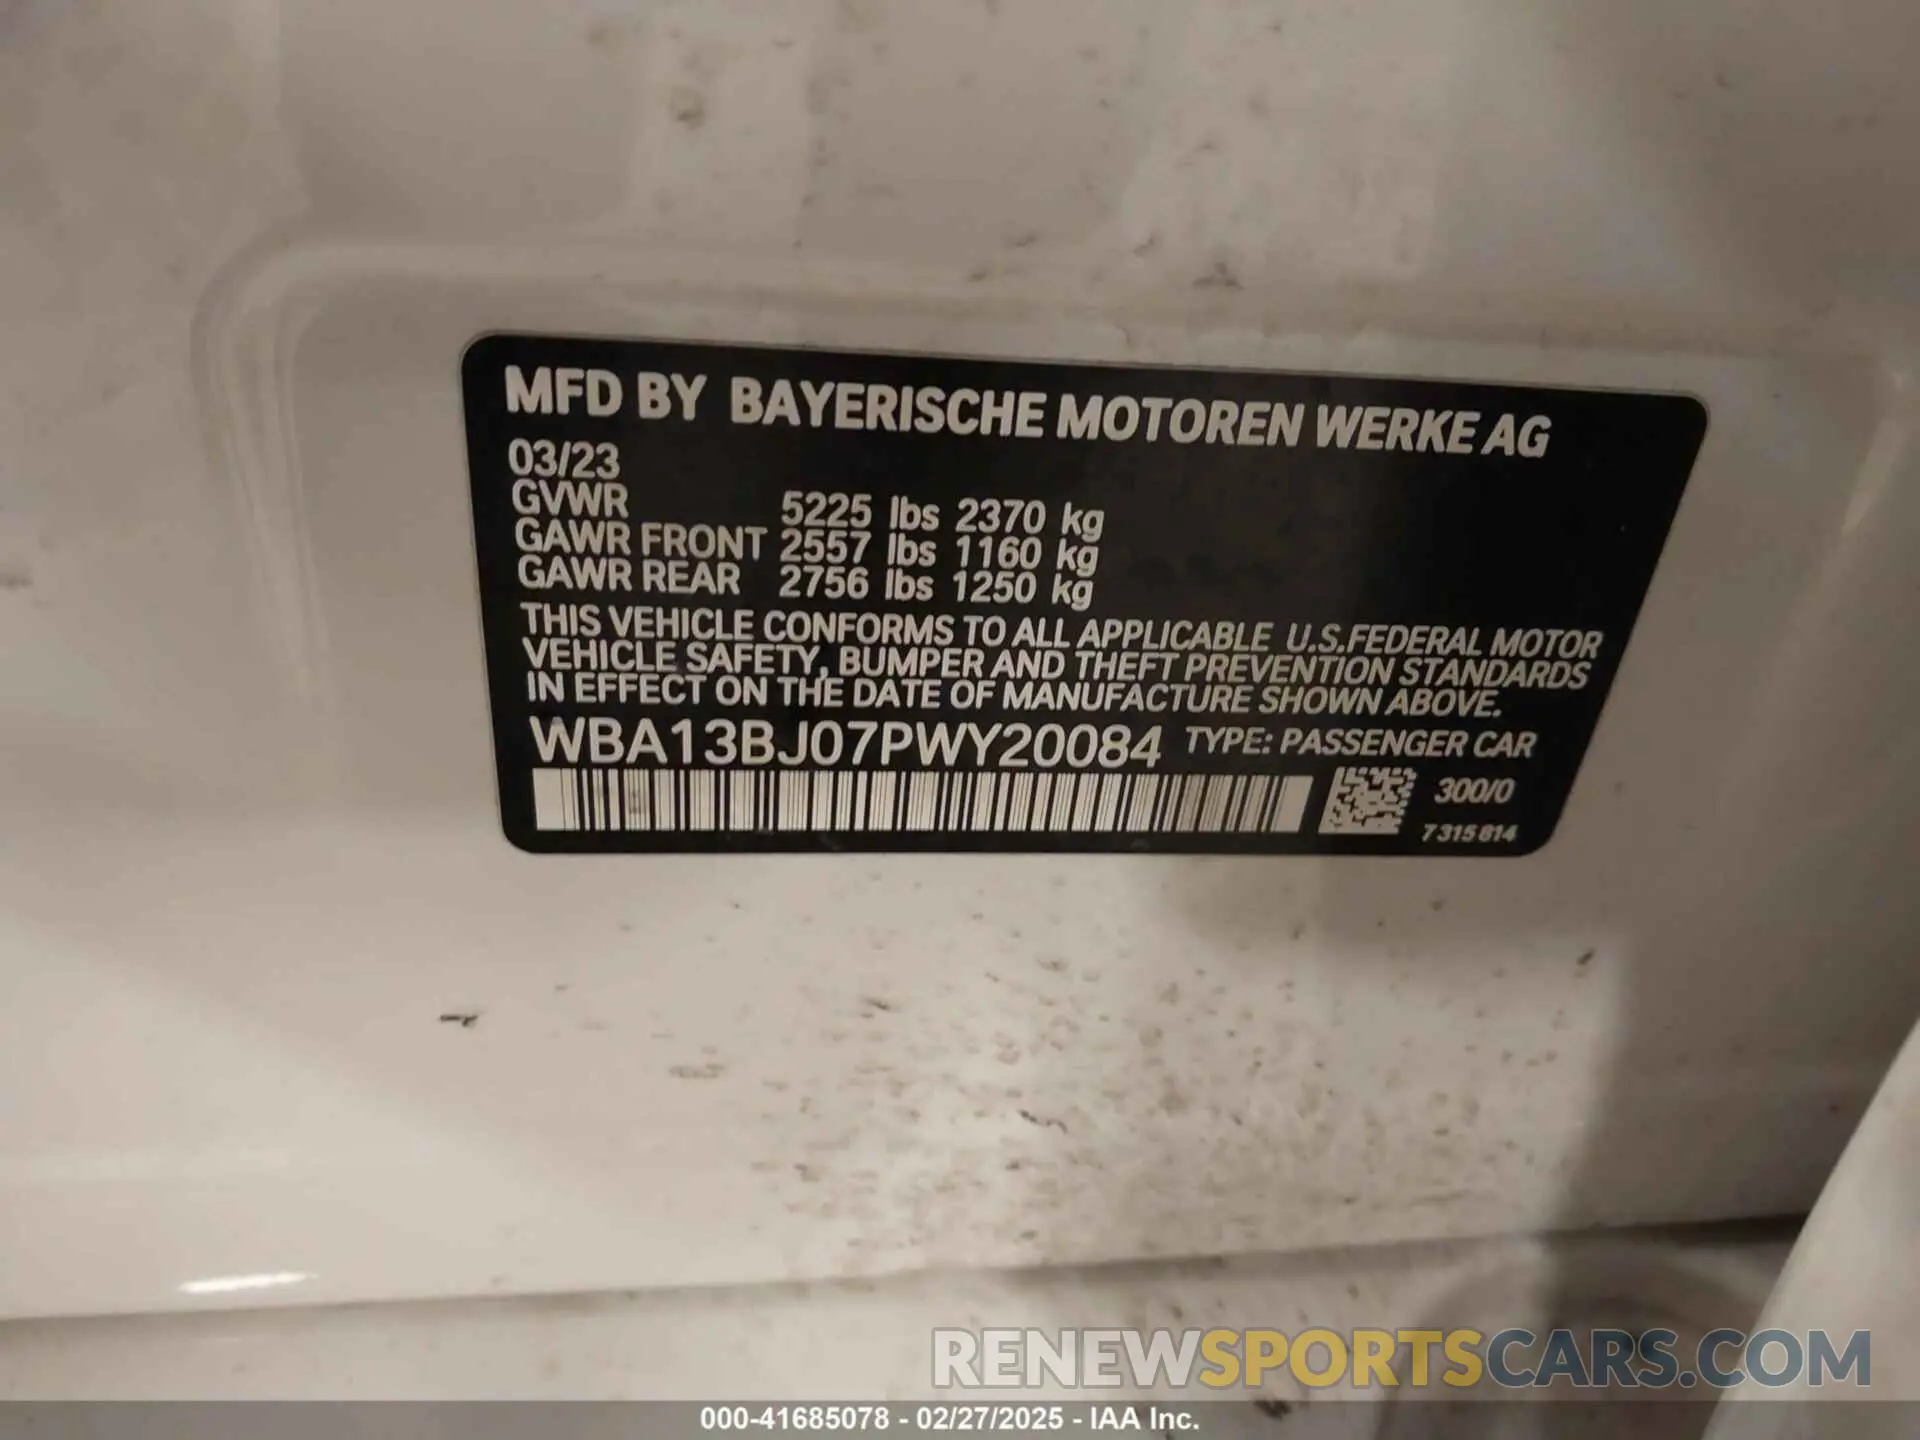 MFD BY BAYERISCHE MOTOREN WERKE AG
03/23
GVWR 5225 lbs 2370 kg
GAWR FRONT 2557 lbs 1160 kg
GAWR REAR 2756 lbs 1250 kg
THIS VEHICLE CONFORMS TO ALL APPLICABLE U.S.FEDERAL MOTOR
VEHICLE SAFETY, BUMPER AND THEFT PREVENTION STANDARDS
IN EFFECT ON THE DATE OF MANUFACTURE SHOWN ABOVE.
WBA13BJ07PWY20084 TYPE: PASSENGER CAR
300/0
7 315 814
RENEWSPORTSCARS.COM
000-41685078 - 02/27/2025 - IAA Inc.